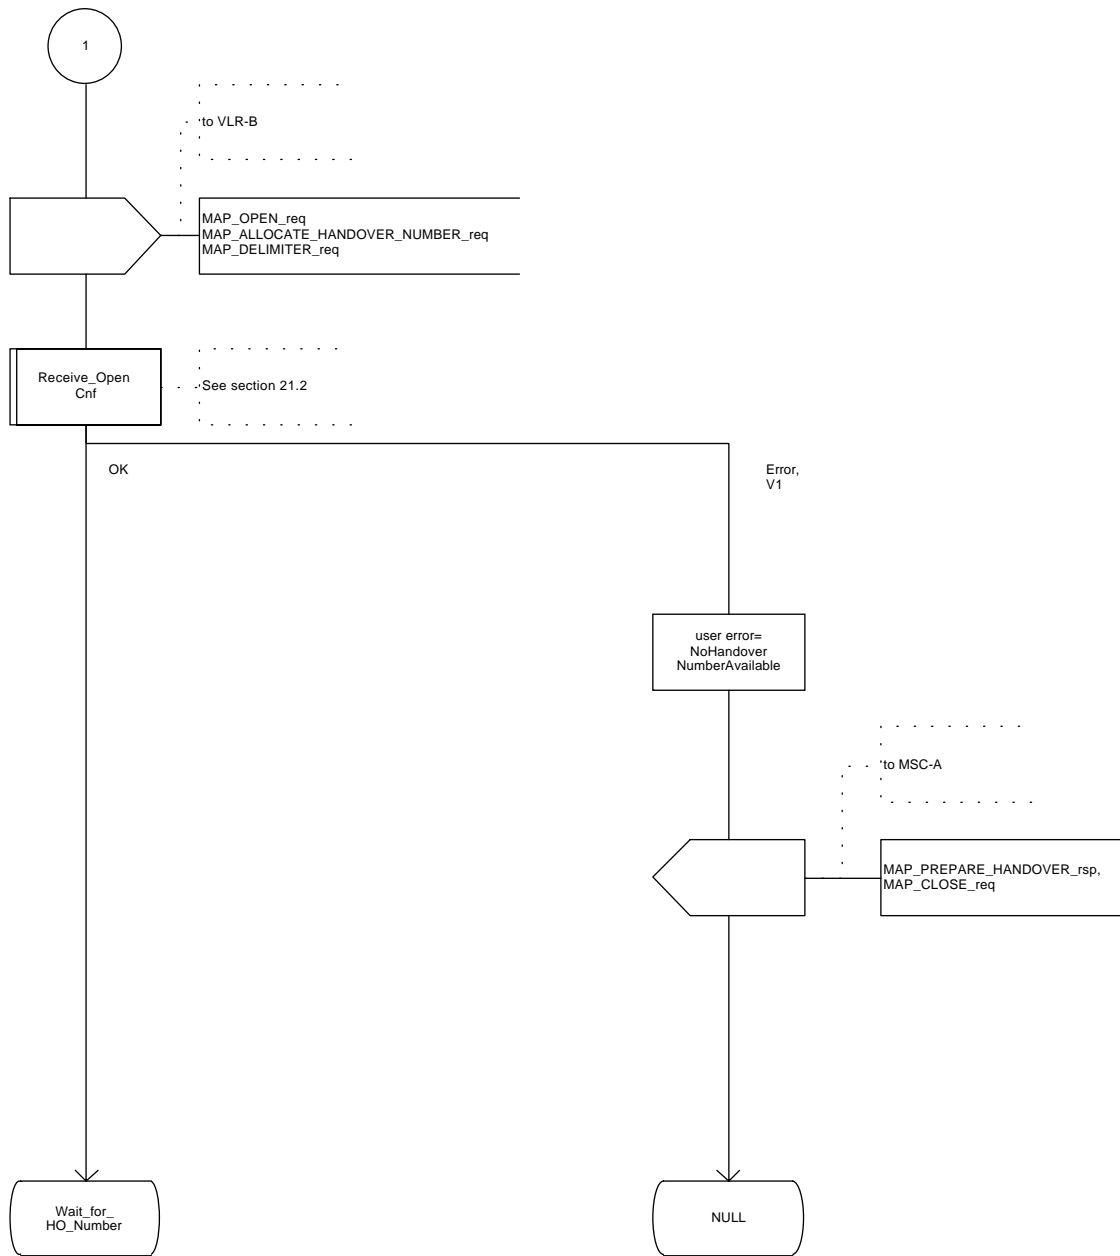 1
to VLR-B
MAP_OPEN_req
MAP_ALLOCATE_HANDOVER_NUMBER_req
MAP_DELIMITER_req
Receive_Open
Cnf
See section 21.2
OK
Error,
V1
user error=
NoHandover
NumberAvailable
to MSC-A
MAP_PREPARE_HANDOVER_rsp,
MAP_CLOSE_req
Wait_for_
HO_Number
NULL